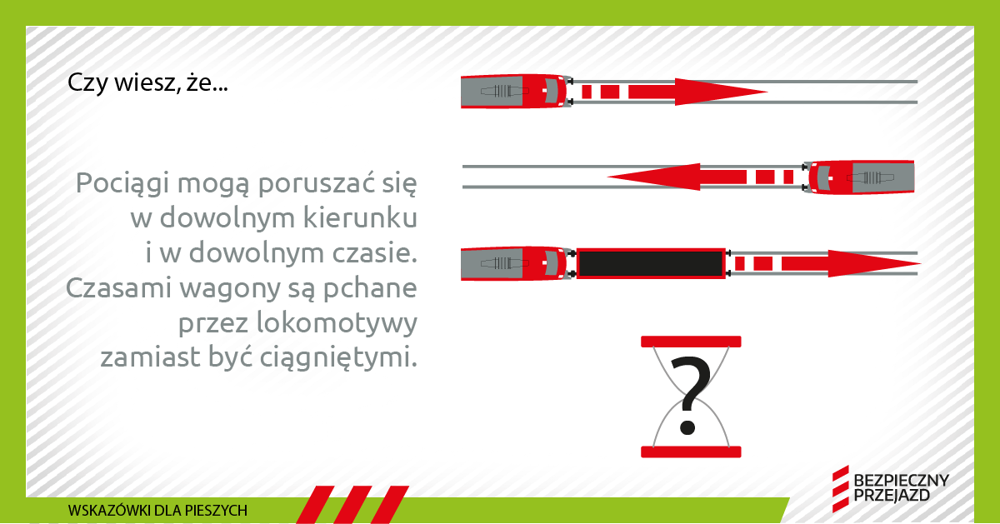 Czy wiesz, że...
Pociągi mogą poruszać się
w dowolnym kierunku
i w dowolnym czasie.
Czasami wagony są pchane
przez lokomotywy
zamiast być ciągniętymi.
?
WSKAZÓWKI DLA PIESZYCH
BEZPIECZNY
PRZEJAZD